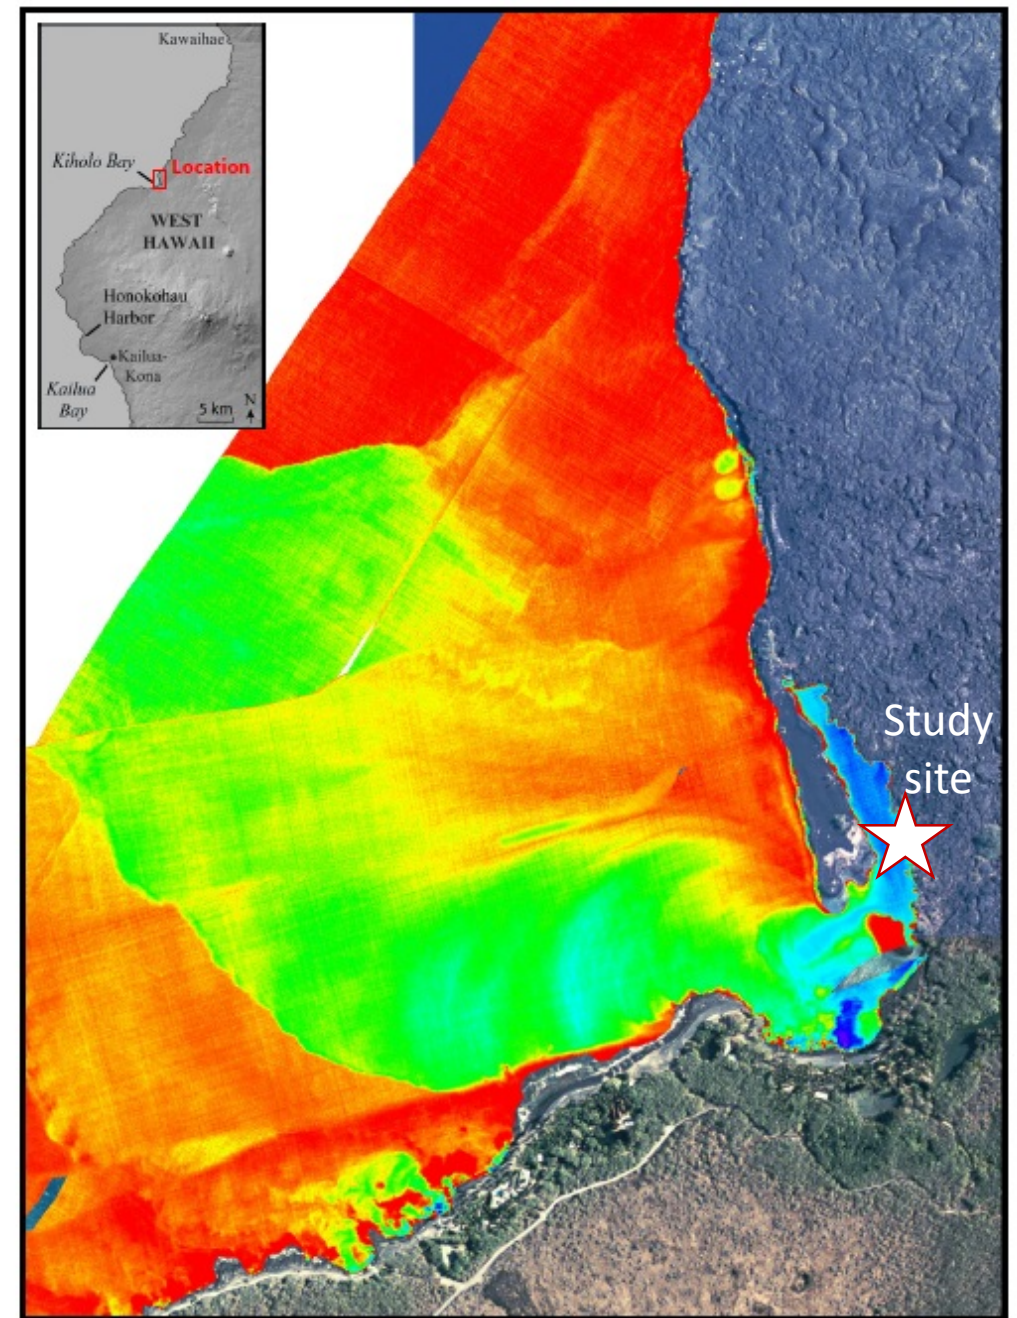 Kawaihae
Kiholo Bay
Location
WEST
HAWAII
Honokohau
Harbor
Kailua-
Kona
Kailua
Bay
5 km
N
Study
site